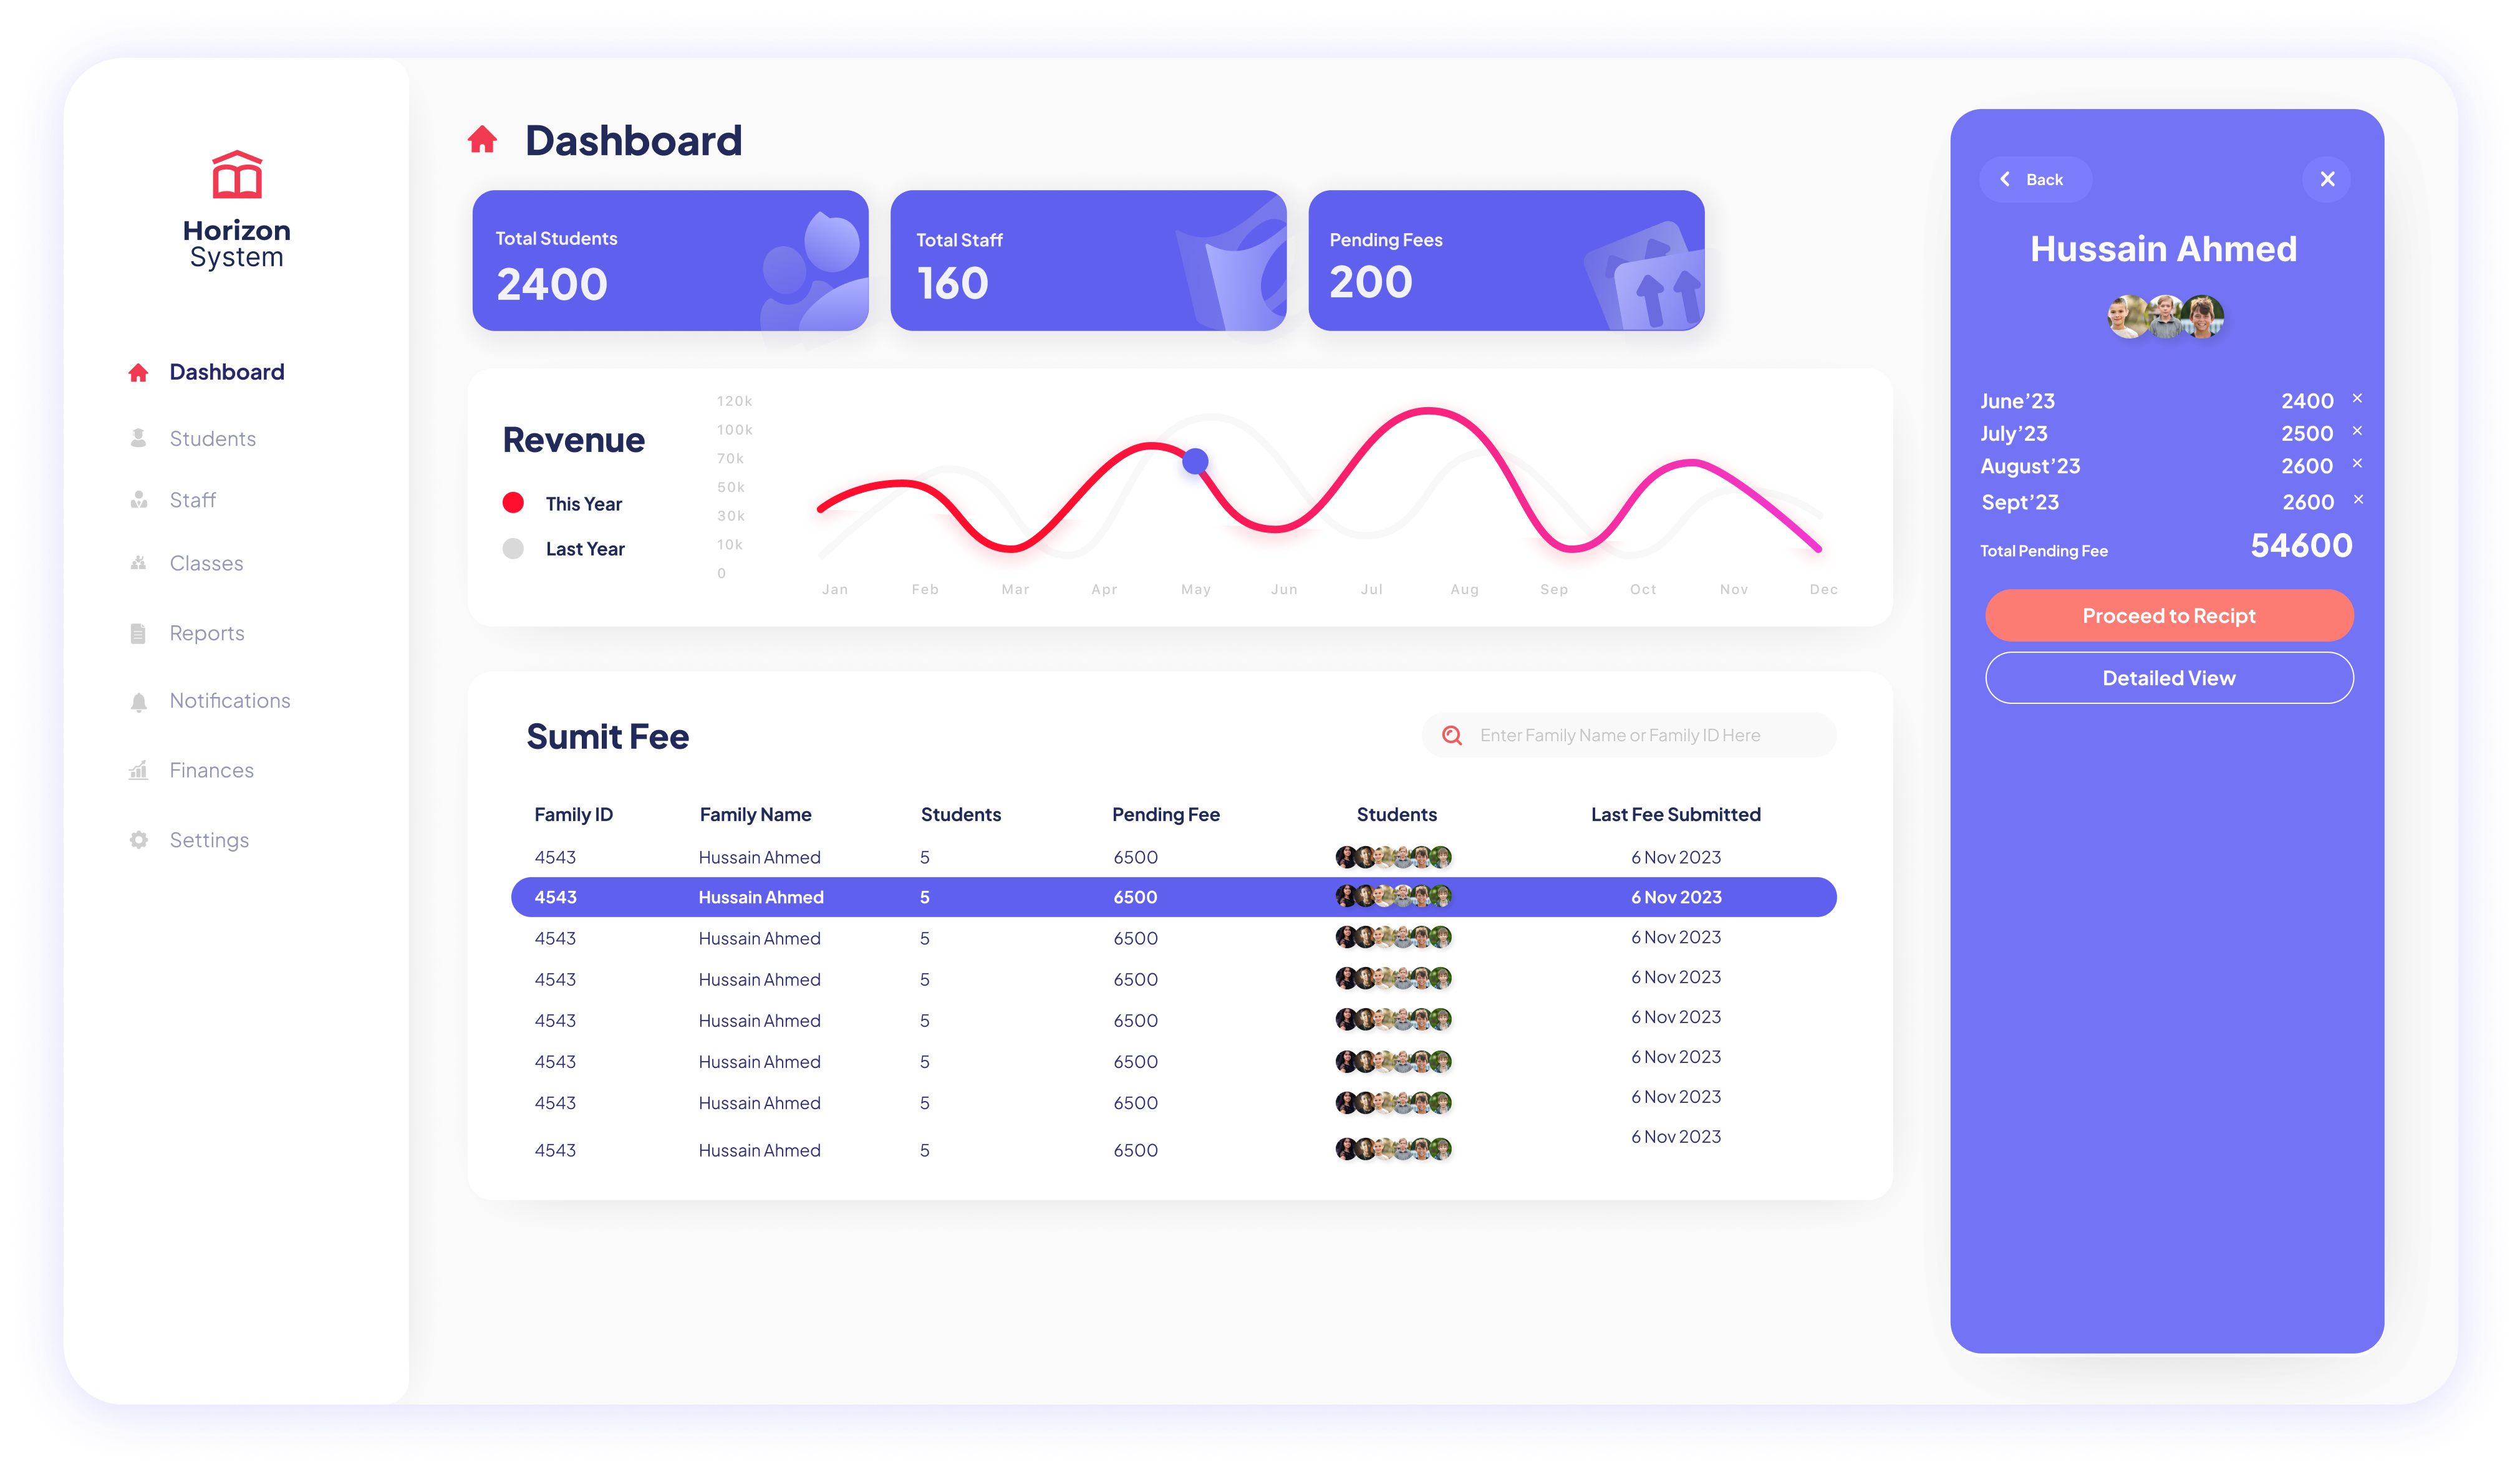 Horizon
System
Dashboard
Students
Staff
Classes
Reports
Notifications
Finances
Settings
Dashboard
Total Students
2400
Total Staff
160
Pending Fees
200
Revenue
This Year
Last Year
120k
100k
70k
50k
30k
10k
0
Jan Feb Mar Apr May Jun Jul Aug Sep Oct Nov Dec
Sumit Fee
Enter Family Name or Family ID Here
Family ID Family Name Students Pending Fee Students Last Fee Submitted
4543 Hussain Ahmed 5 6500 6 Nov 2023
4543 Hussain Ahmed 5 6500 6 Nov 2023
4543 Hussain Ahmed 5 6500 6 Nov 2023
4543 Hussain Ahmed 5 6500 6 Nov 2023
4543 Hussain Ahmed 5 6500 6 Nov 2023
4543 Hussain Ahmed 5 6500 6 Nov 2023
4543 Hussain Ahmed 5 6500 6 Nov 2023
4543 Hussain Ahmed 5 6500 6 Nov 2023
Back
Hussain Ahmed
June’23 2400
July’23 2500
August’23 2600
Sept’23 2600
Total Pending Fee 54600
Proceed to Recipt
Detailed View